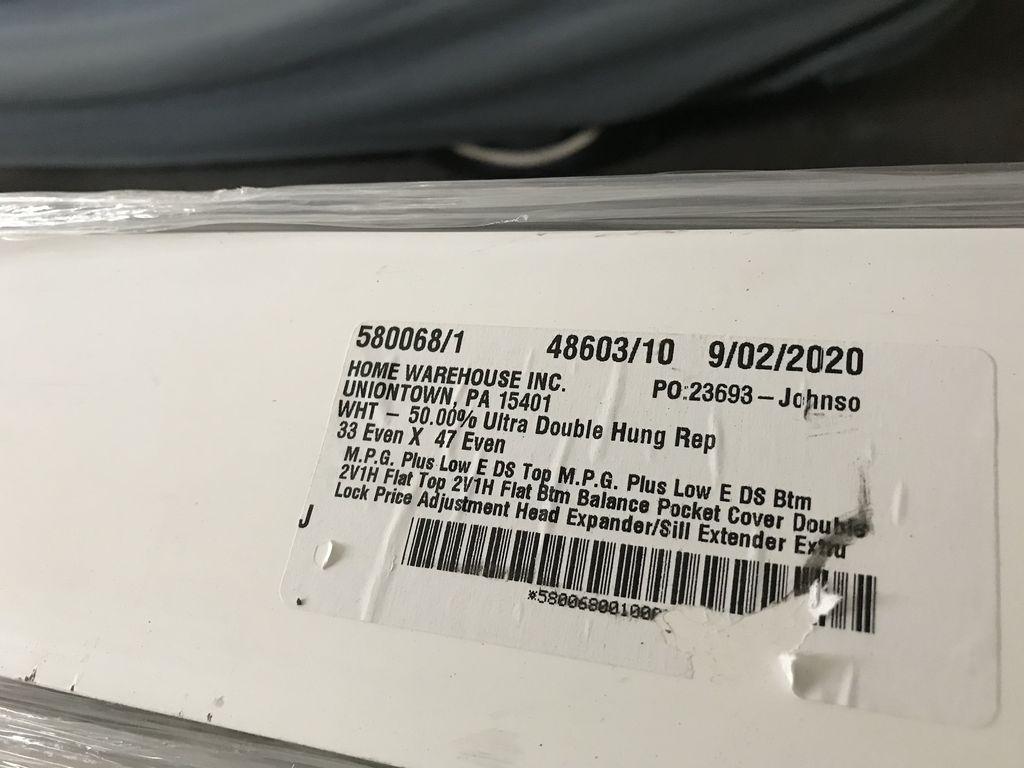 580068/1 48603/10 9/02/2020
HOME WAREHOUSE INC. PO:23693 – Johnso
UNIONTOWN, PA 15401
WHT – 50.00% Ultra Double Hung Rep
33 Even X 47 Even
M.P.G. Plus Low E DS Top M.P.G. Plus Low E DS Btm
2V1H Flat Top 2V1H Flat Btm Balance Pocket Cover Double
Lock Price Adjustment Head Expander/Sill Extender Extru
J